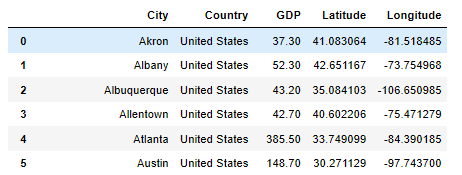 City Country GDP Latitude Longitude
0 Akron United States 37.30 41.083064 -81.518485
1 Albany United States 52.30 42.651167 -73.754968
2 Albuquerque United States 43.20 35.084103 -106.650985
3 Allentown United States 42.70 40.602206 -75.471279
4 Atlanta United States 385.50 33.749099 -84.390185
5 Austin United States 148.70 30.271129 -97.743700